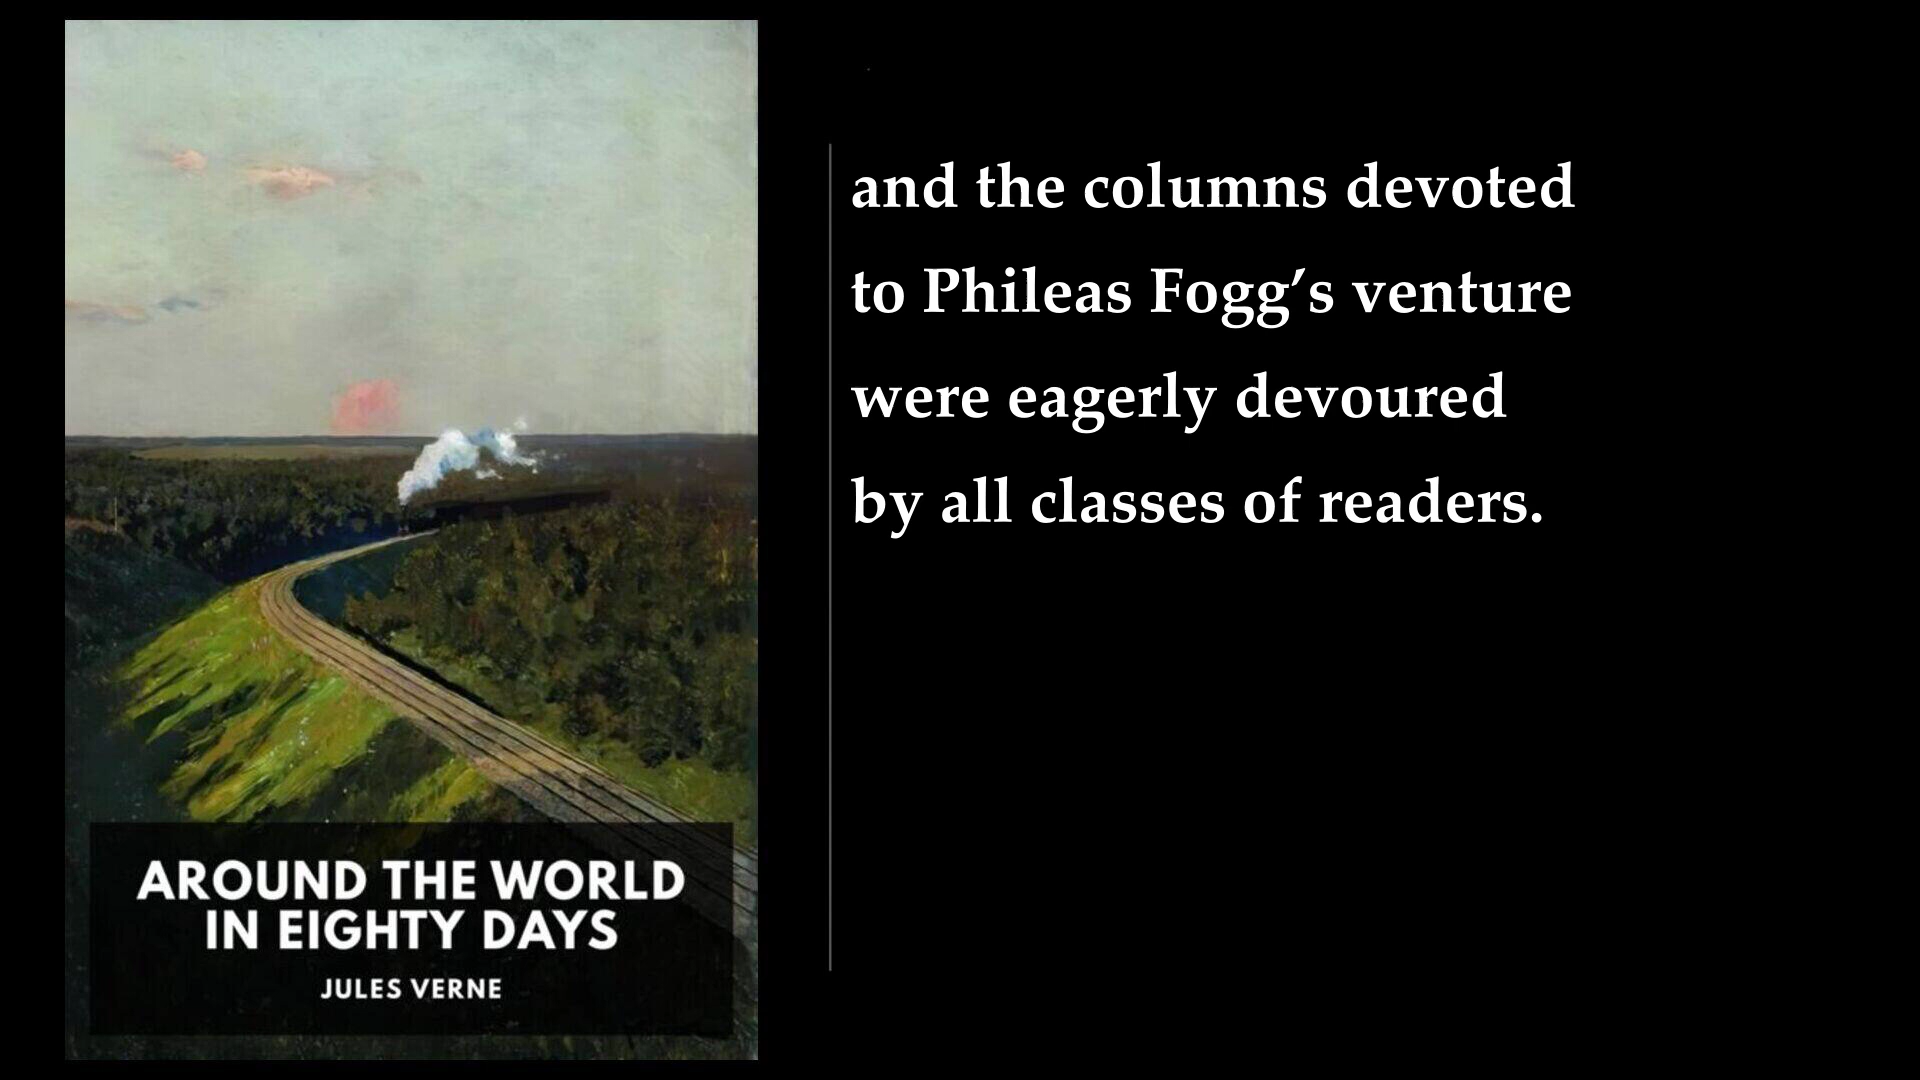 AROUND THE WORLD
IN EIGHTY DAYS
JULES VERNE
and the columns devoted
to Phileas Fogg’s venture
were eagerly devoured
by all classes of readers.